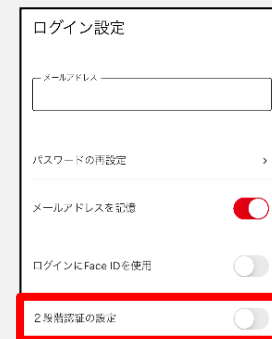 ログイン設定
メールアドレス
パスワードの再設定
メールアドレスを記憶
ログインにFace IDを使用
2段階認証の設定